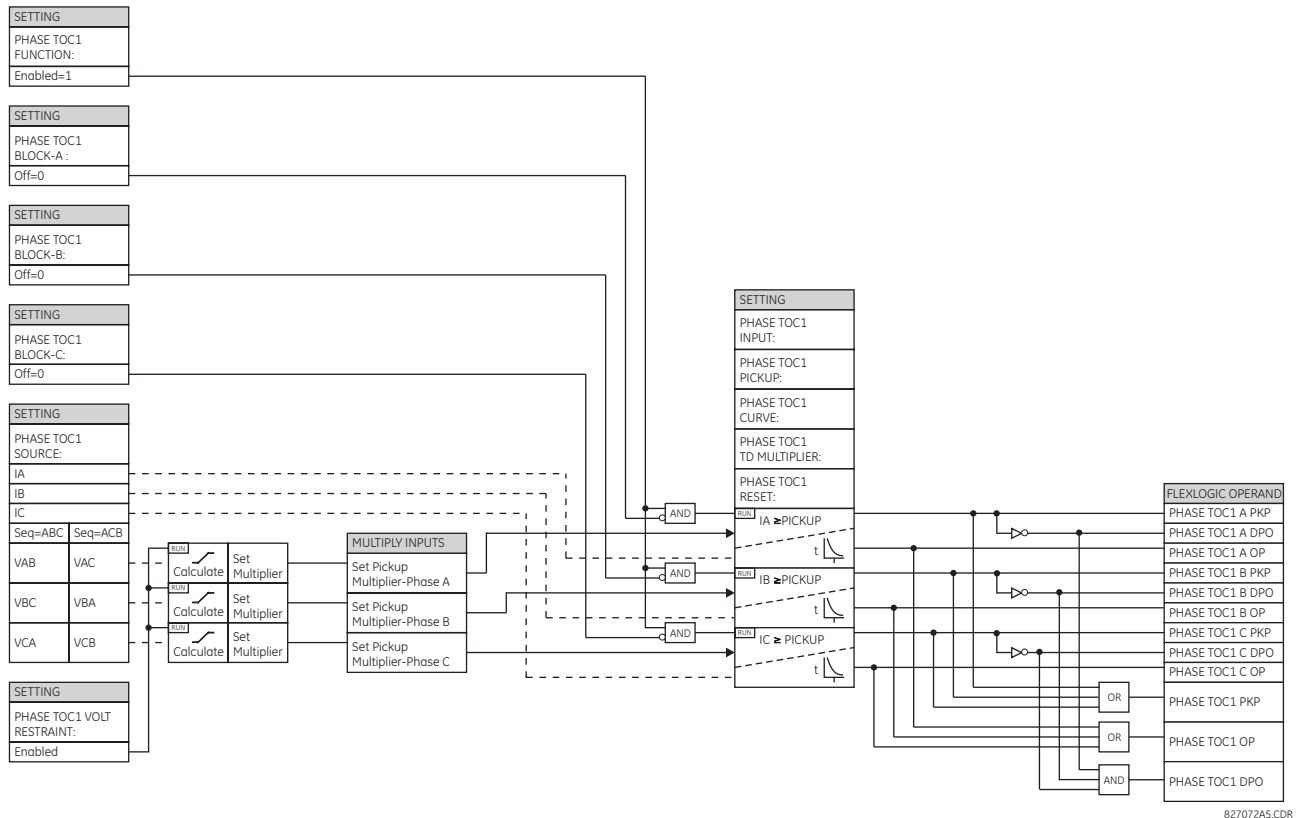 SETTING
PHASE TOC1
FUNCTION:
Enabled=1
SETTING
PHASE TOC1
BLOCK-A :
Off=0
SETTING
PHASE TOC1
BLOCK-B:
Off=0
SETTING
PHASE TOC1
BLOCK-C:
Off=0
SETTING
PHASE TOC1
SOURCE:
IA
IB
IC
Seq=ABC Seq=ACB
VAB VAC
VBC VBA
VCA VCB
SETTING
PHASE TOC1 VOLT
RESTRAINT:
Enabled
RUN
Calculate
Set
Multiplier
RUN
Calculate
Set
Multiplier
RUN
Calculate
Set
Multiplier
MULTIPLY INPUTS
Set Pickup
Multiplier-Phase A
Set Pickup
Multiplier-Phase B
Set Pickup
Multiplier-Phase C
AND
AND
AND
SETTING
PHASE TOC1
INPUT:
PHASE TOC1
PICKUP:
PHASE TOC1
CURVE:
PHASE TOC1
TD MULTIPLIER:
PHASE TOC1
RESET:
RUN
IA ≥PICKUP
t
RUN
IB ≥PICKUP
t
RUN
IC ≥ PICKUP
t
OR
OR
AND
FLEXLOGIC OPERAND
PHASE TOC1 A PKP
PHASE TOC1 A DPO
PHASE TOC1 A OP
PHASE TOC1 B PKP
PHASE TOC1 B DPO
PHASE TOC1 B OP
PHASE TOC1 C PKP
PHASE TOC1 C DPO
PHASE TOC1 C OP
PHASE TOC1 PKP
PHASE TOC1 OP
PHASE TOC1 DPO
827072A5.CDR